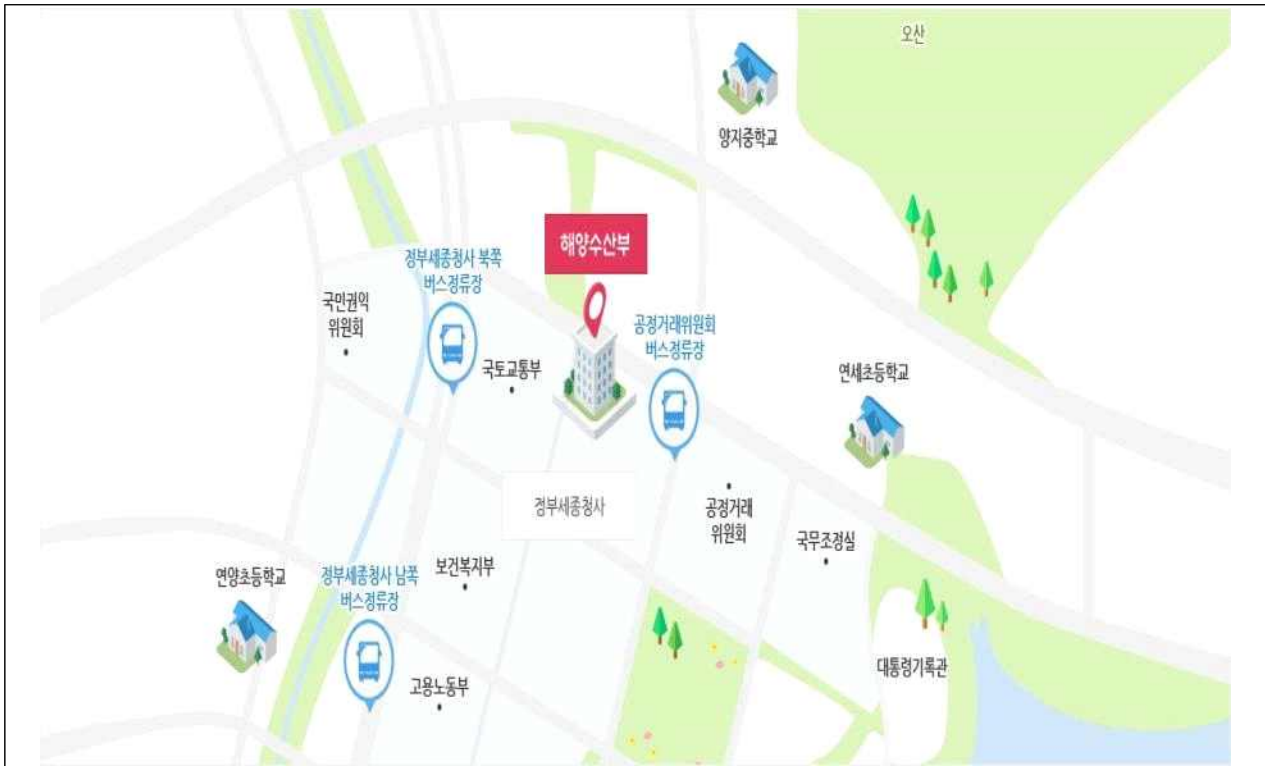 오산
양지중학교
해양수산부
정부세종청사 북쪽
버스정류장
국민권익
위원회
공정거래위원회
버스정류장
국토교통부
연세초등학교
정부세종청사
공정거래
위원회
국무조정실
보건복지부
연양초등학교
정부세종청사 남쪽
버스정류장
대통령기록관
고용노동부